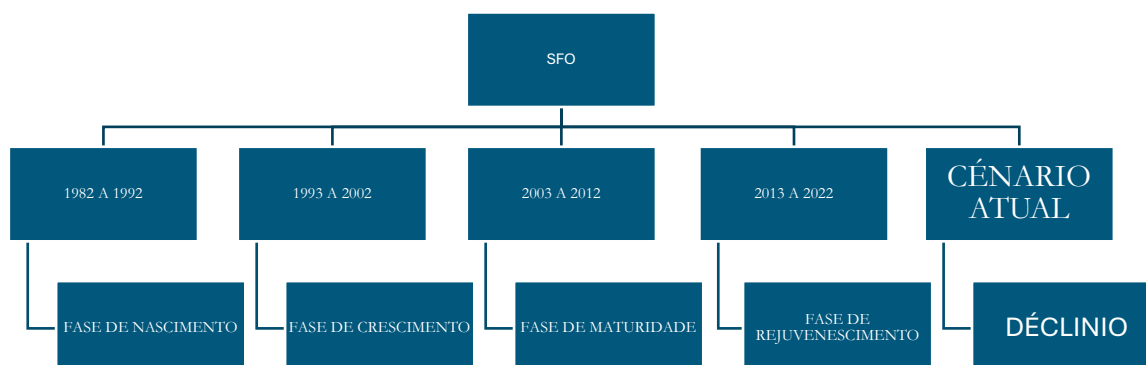 SFO
1982 A 1992
1993 A 2002
2003 A 2012
2013 A 2022
CÉNARIO
ATUAL
FASE DE NASCIMENTO
FASE DE CRESCIMENTO
FASE DE MATURIDADE
FASE DE
REJUVENESCIMENTO
DÉCLINIO